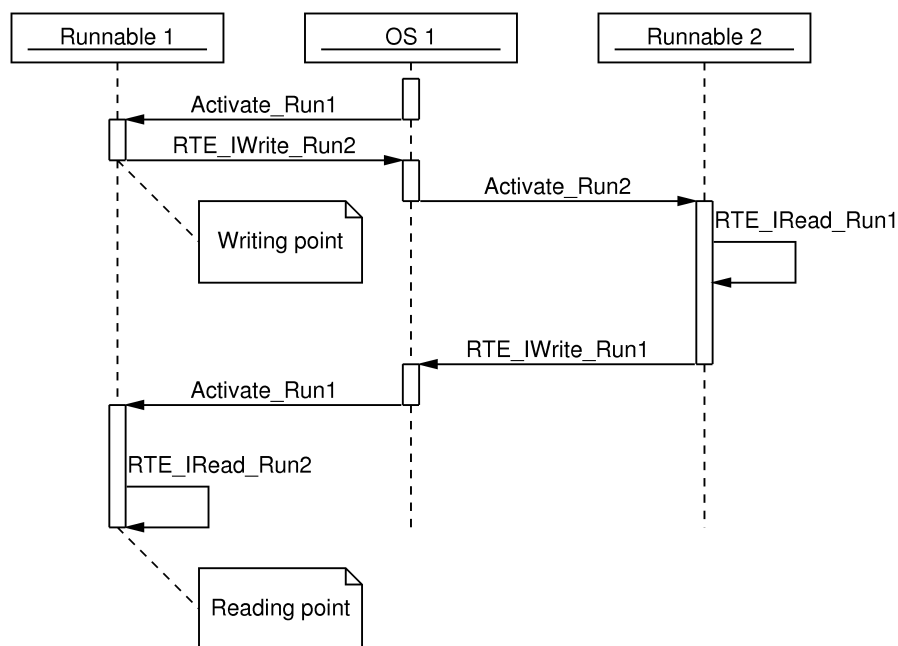 Runnable 1
OS 1
Runnable 2
Activate_Run1
RTE_IWrite_Run2
Activate_Run2
RTE_IRead_Run1
Writing point
RTE_IWrite_Run1
Activate_Run1
RTE_IRead_Run2
Reading point